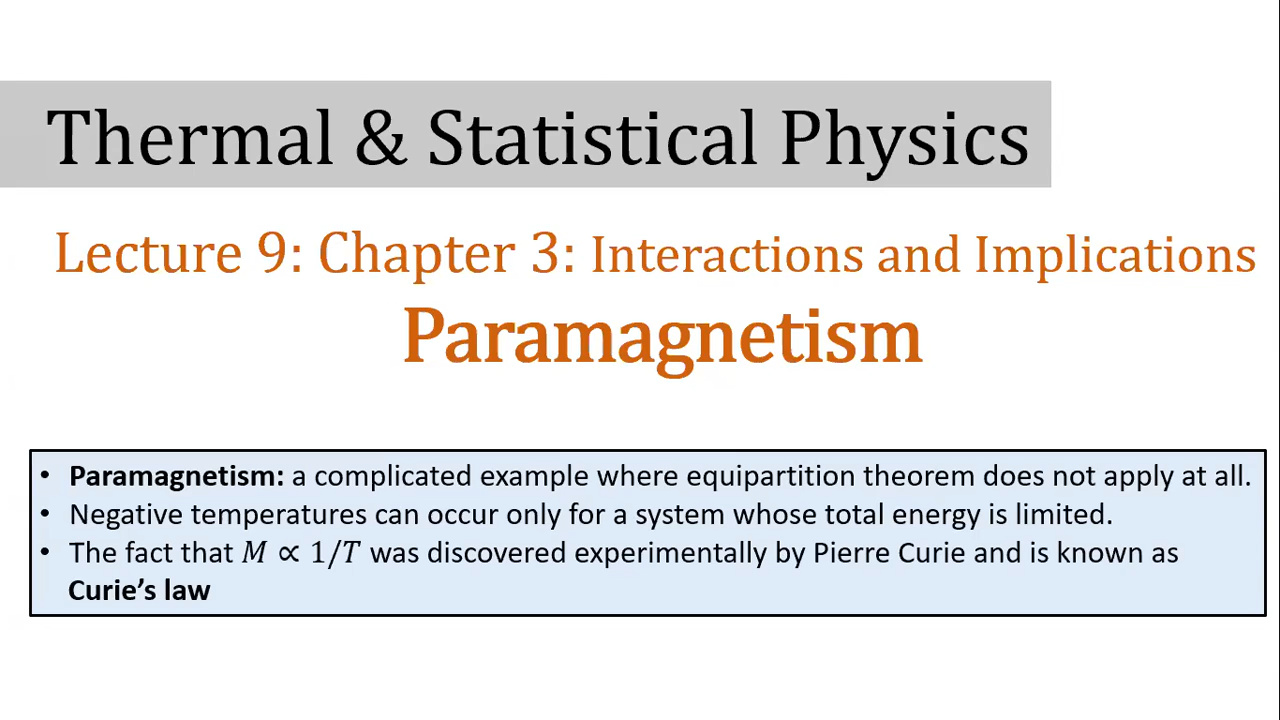 Thermal & Statistical Physics
Lecture 9: Chapter 3: Interactions and Implications
Paramagnetism
• Paramagnetism: a complicated example where equipartition theorem does not apply at all.
• Negative temperatures can occur only for a system whose total energy is limited.
• The fact that M ∝ 1/T was discovered experimentally by Pierre Curie and is known as
Curie’s law